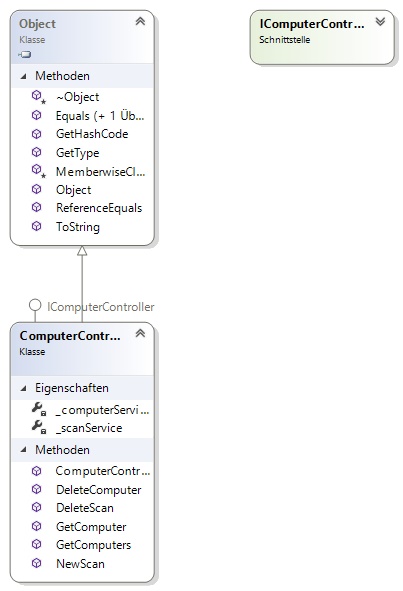 Object
Klasse
Methoden
~Object
Equals (+ 1 Üb...
GetHashCode
GetType
MemberwiseCl...
Object
ReferenceEquals
ToString
IComputerContr...
Schnittstelle
IComputerController
ComputerContr...
Klasse
Eigenschaften
_computerServi...
_scanService
Methoden
ComputerContr...
DeleteComputer
DeleteScan
GetComputer
GetComputers
NewScan